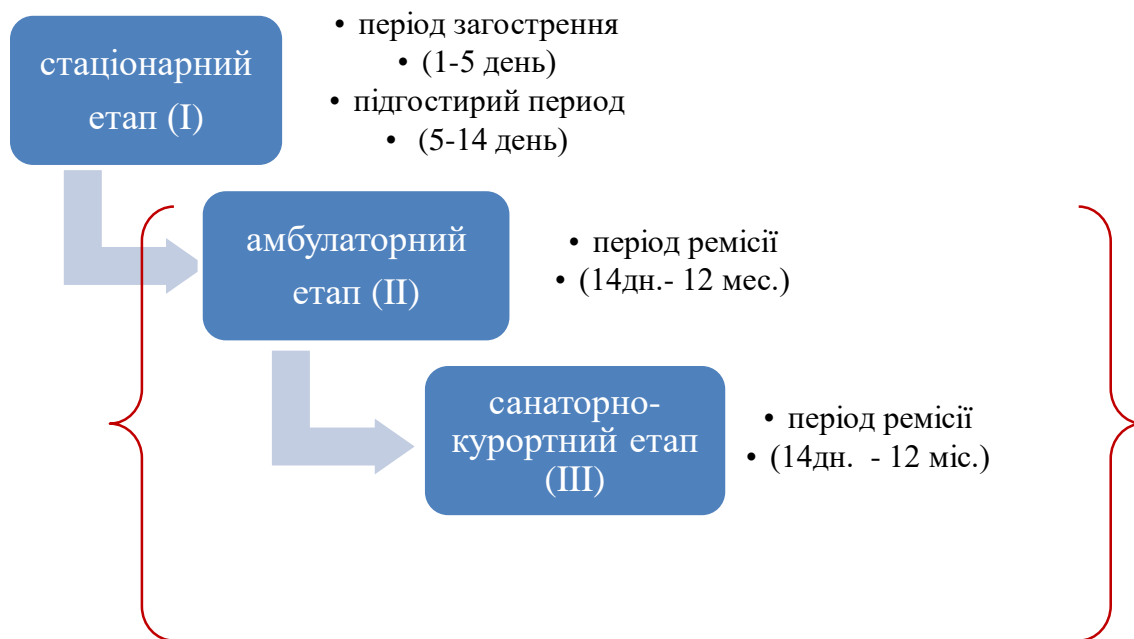 стаціонарний
етап (I)
• період загострення
• (1-5 день)
• підгостирий период
• (5-14 день)
амбулаторний
етап (II)
• період ремісії
• (14дн.- 12 мес.)
санаторно-
курортний етап
(III)
• період ремісії
• (14дн. - 12 міс.)